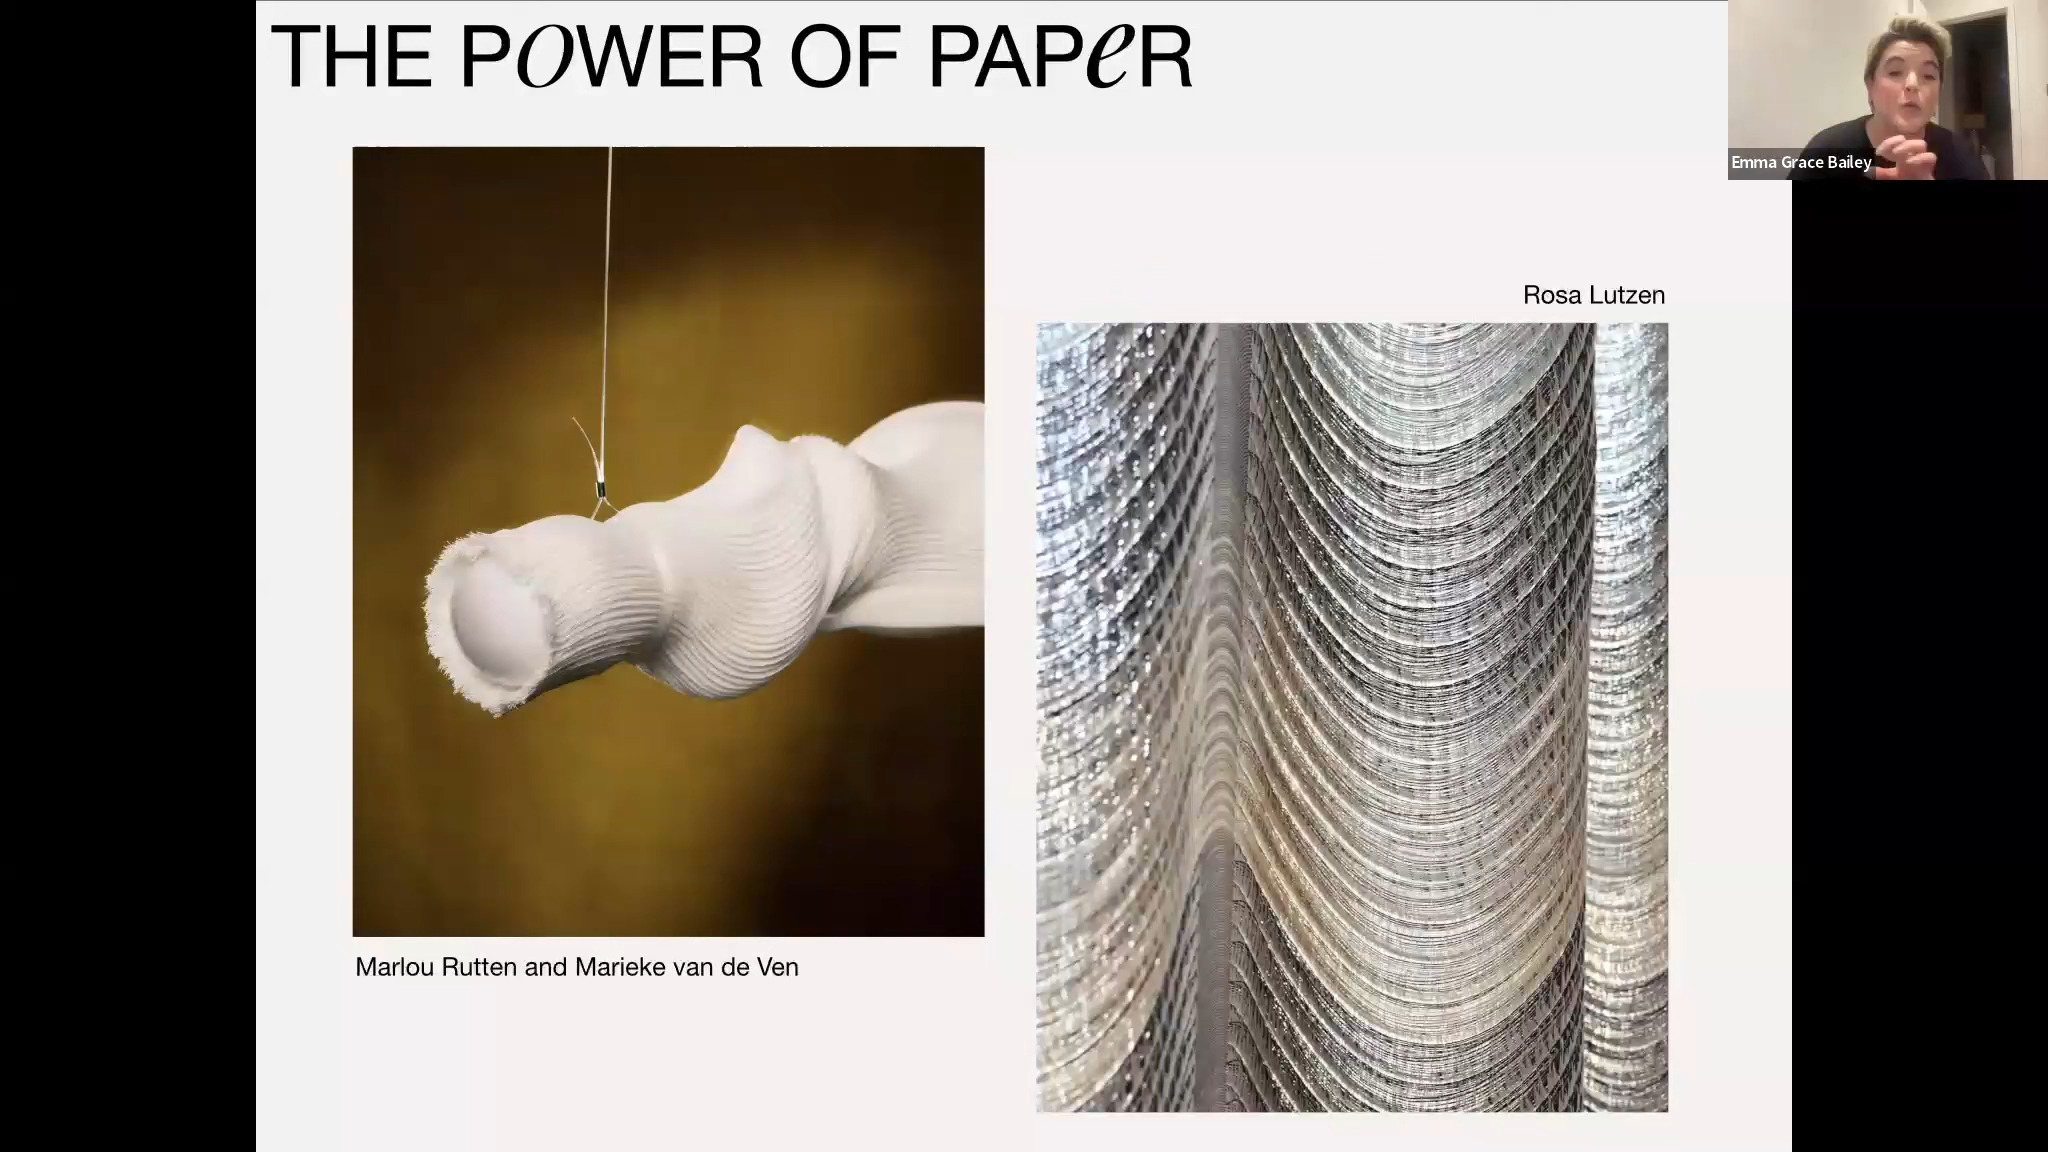 THE POWER OF PAPeR
Emma Grace Bailey
Rosa Lutzen
Marlou Rutten and Marieke van de Ven